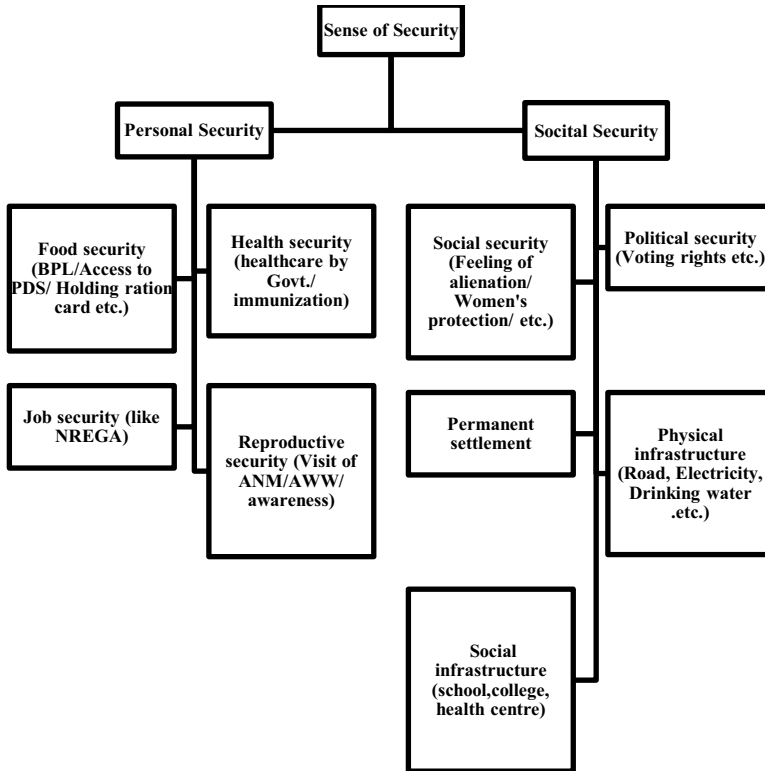 Sense of Security
Personal Security
Socital Security
Food security
(BPL/Access to
PDS/ Holding ration
card etc.)
Health security
(healthcare by
Govt./
immunization)
Social security
(Feeling of
alienation/
Women's
protection/ etc.)
Political security
(Voting rights etc.)
Job security (like
NREGA)
Reproductive
security (Visit of
ANM/AWW/
awareness)
Permanent
settlement
Physical
infrastructure
(Road, Electricity,
Drinking water
.etc.)
Social
infrastructure
(school,college,
health centre)